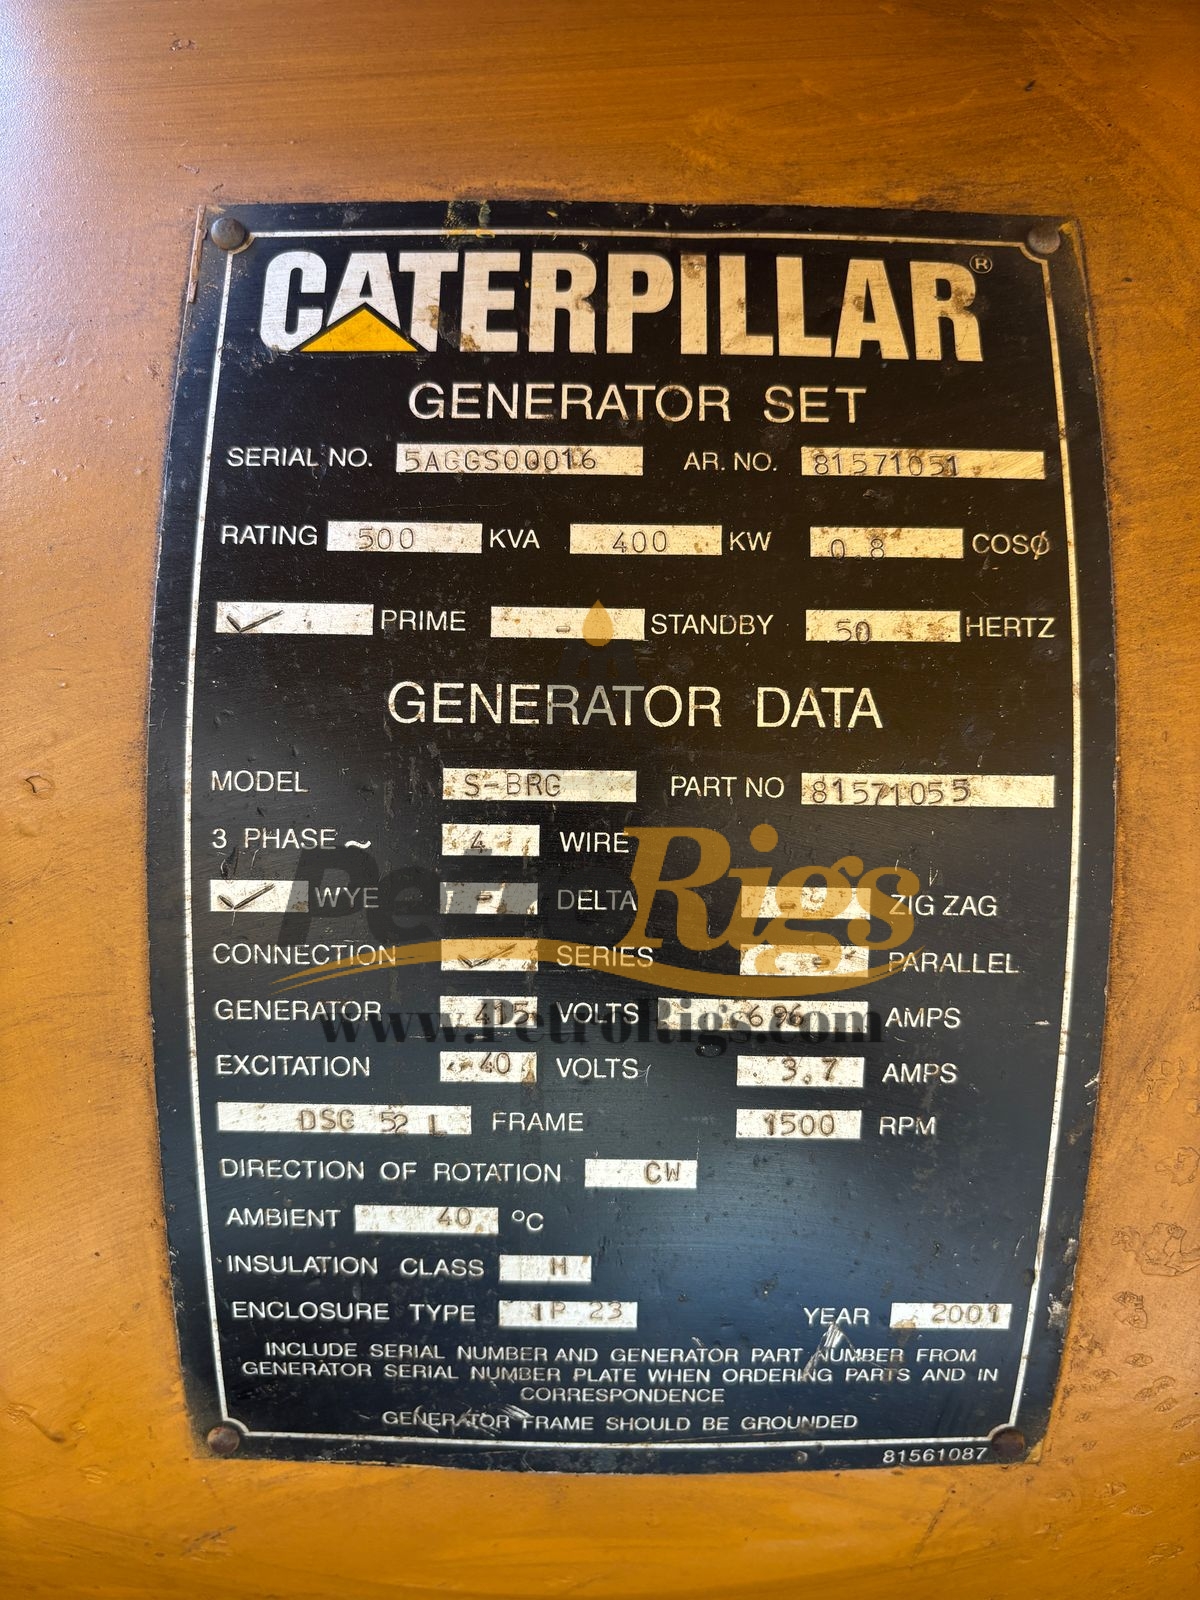 CATERPILLAR®
GENERATOR SET
SERIAL NO. 5AGGS00016 AR. NO. 81571051
RATING 500 KVA 400 KW 0.8 COSØ
✓ PRIME - STANDBY 50 HERTZ
GENERATOR DATA
MODEL S-BRG PART NO 81571055
3 PHASE ~ 4 WIRE
✓ WYE - DELTA - ZIG ZAG
PetroRigs
CONNECTION ✓ SERIES - PARALLEL
GENERATOR 415 VOLTS 696 AMPS
www.PetroRigs.com
EXCITATION 40 VOLTS 3.7 AMPS
DSG 52 L FRAME 1500 RPM
DIRECTION OF ROTATION CW
AMBIENT 40 °C
INSULATION CLASS H
ENCLOSURE TYPE IP 23 YEAR 2001
INCLUDE SERIAL NUMBER AND GENERATOR PART NUMBER FROM
GENERATOR SERIAL NUMBER PLATE WHEN ORDERING PARTS AND IN
CORRESPONDENCE
GENERATOR FRAME SHOULD BE GROUNDED
81561087